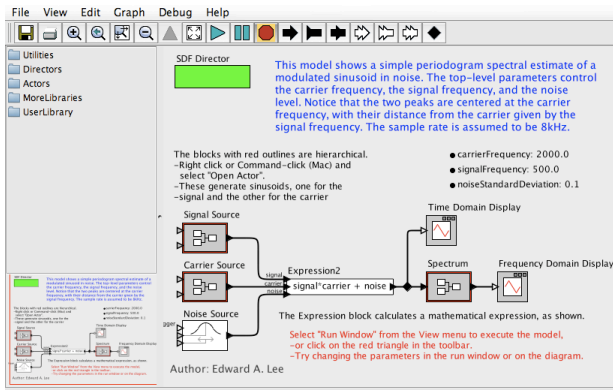 File View Edit Graph Debug Help
Utilities
Directors
Actors
MoreLibraries
UserLibrary
SDF Director
This model shows a simple periodogram spectral estimate of a
modulated sinusoid in noise. The top-level parameters control
the carrier frequency, the signal frequency, and the noise
level. Notice that the two peaks are centered at the carrier
frequency, with their distance from the carrier given by the
signal frequency. The sample rate is assumed to be 8kHz.
The blocks with red outlines are hierarchical.
-Right click or Command-click (Mac) and
select "Open Actor".
-These generate sinusoids, one for the
-signal and the other for the carrier
carrierFrequency: 2000.0
signalFrequency: 500.0
noiseStandardDeviation: 0.1
Time Domain Display
Signal Source
Carrier Source
Expression2
Spectrum
Frequency Domain Display
signal
carrier
noise
signal*carrier + noise
Noise Source
gger
The Expression block calculates a mathematical expression, as shown.
Select "Run Window" from the View menu to execute the model,
-or click on the red triangle in the toolbar.
-Try changing the parameters in the run window or on the diagram.
Author: Edward A. Lee